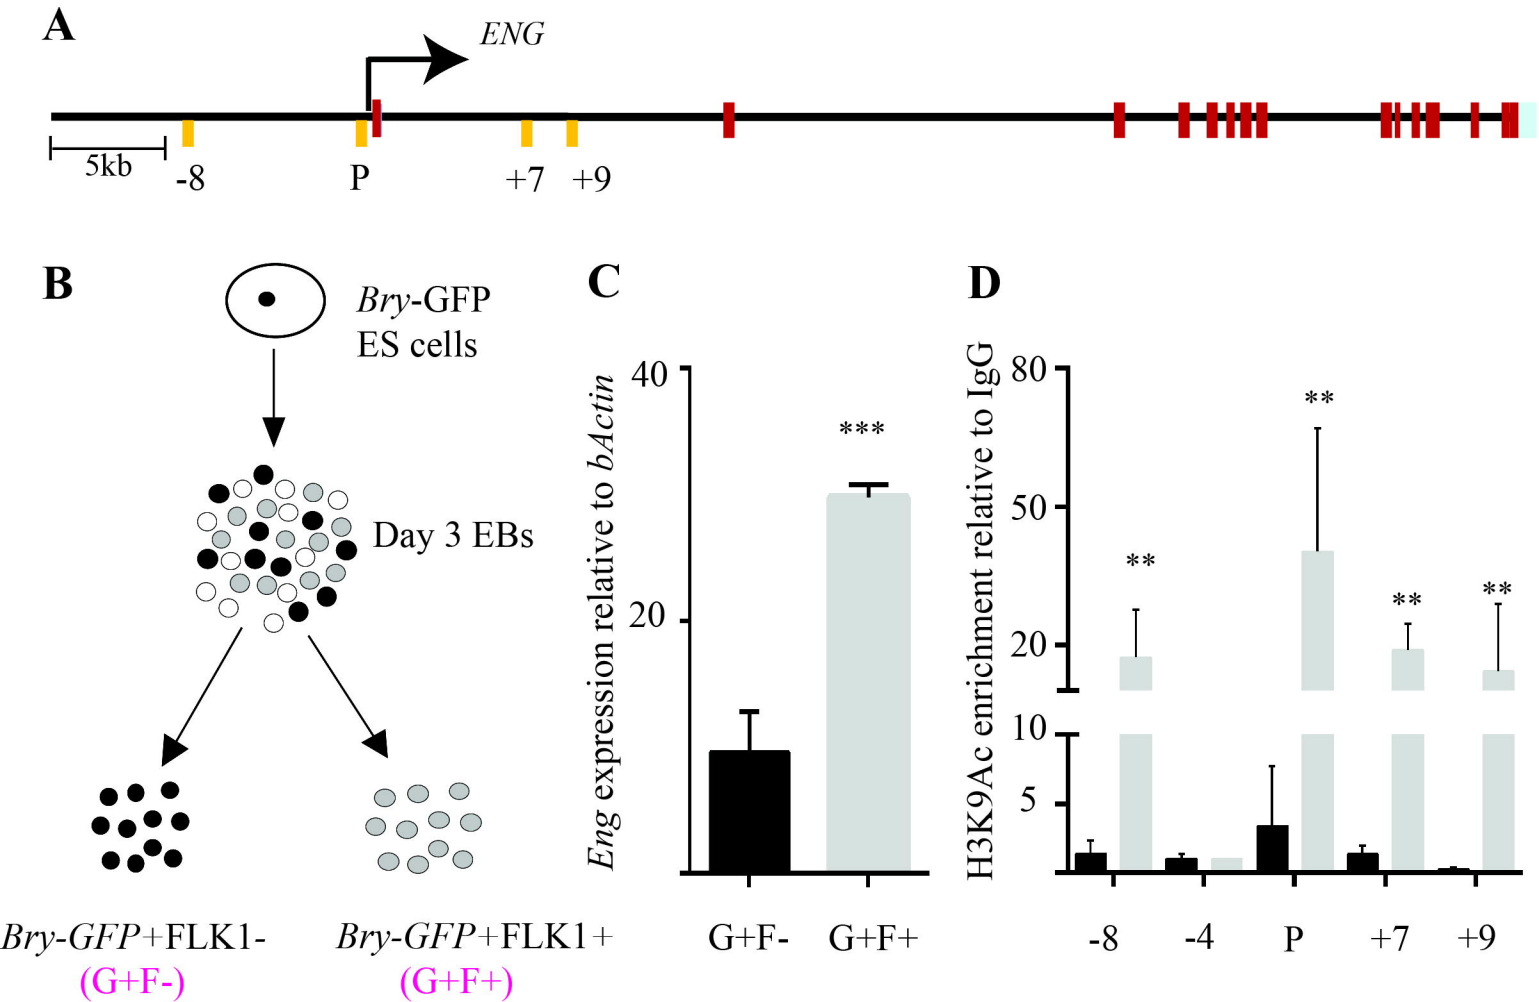 A
ENG
5kb
-8
P
+7
+9
B
Bry-GFP
ES cells
Day 3 EBs
Bry-GFP+FLK1-
(G+F-)
Bry-GFP+FLK1+
(G+F+)
C
Eng expression relative to bActin
40
20
***
G+F-
G+F+
D
H3K9Ac enrichment relative to IgG
80
50
20
10
5
**
**
**
**
-8
-4
P
+7
+9